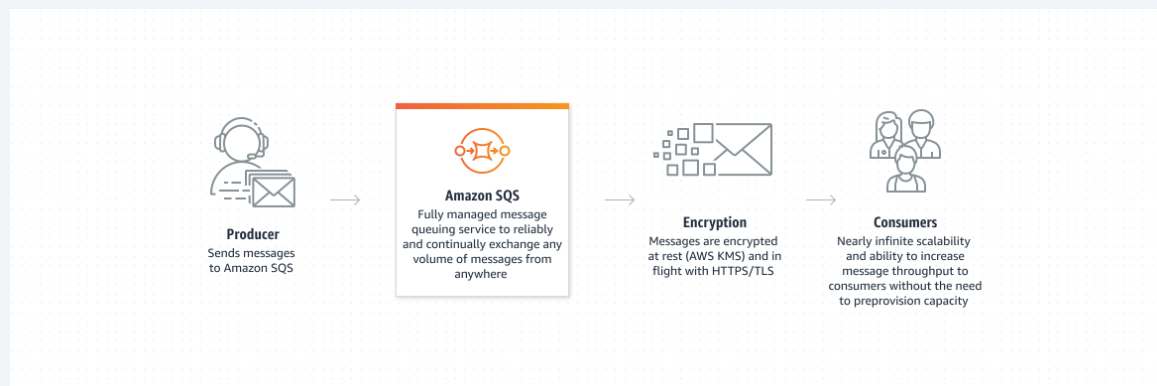 Producer
Sends messages
to Amazon SQS
Amazon SQS
Fully managed message
queuing service to reliably
and continually exchange any
volume of messages from
anywhere
Encryption
Messages are encrypted
at rest (AWS KMS) and in
flight with HTTPS/TLS
Consumers
Nearly infinite scalability
and ability to increase
message throughput to
consumers without the need
to preprovision capacity